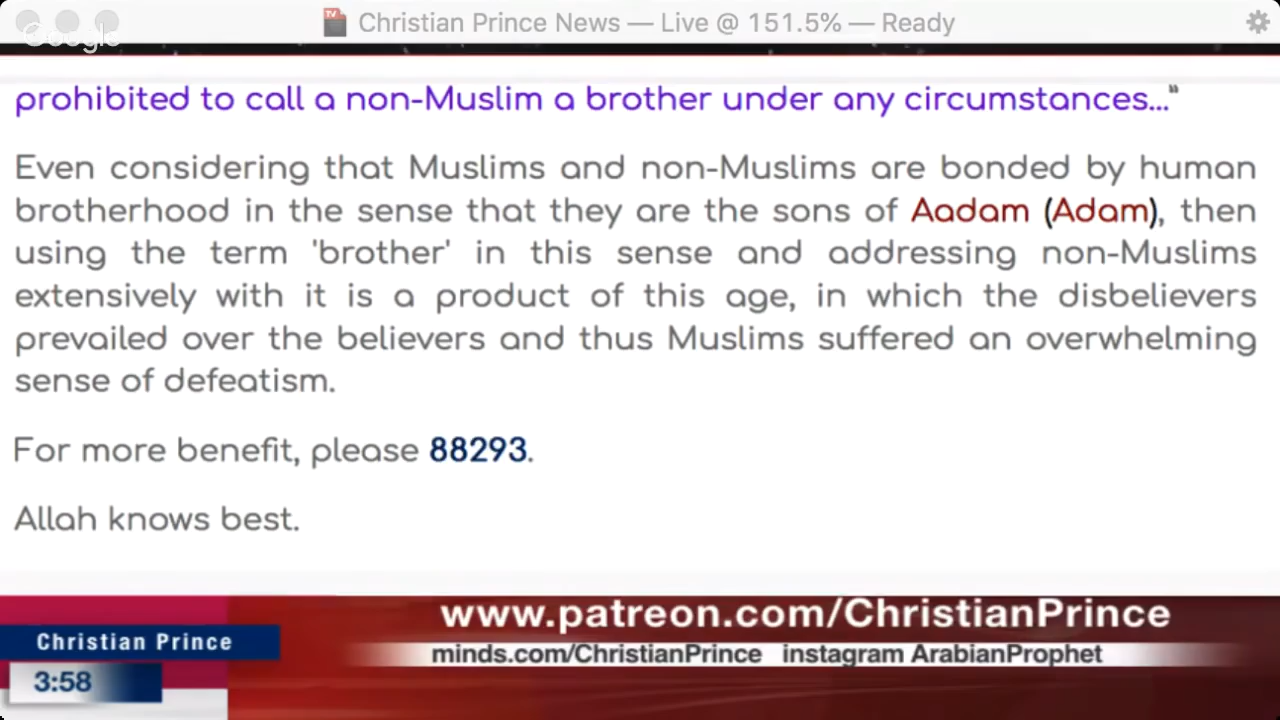 Christian Prince News — Live @ 151.5% — Ready
Google
prohibited to call a non-Muslim a brother under any circumstances..."
Even considering that Muslims and non-Muslims are bonded by human
brotherhood in the sense that they are the sons of Aadam (Adam), then
using the term 'brother' in this sense and addressing non-Muslims
extensively with it is a product of this age, in which the disbelievers
prevailed over the believers and thus Muslims suffered an overwhelming
sense of defeatism.
For more benefit, please 88293.
Allah knows best.
www.patreon.com/ChristianPrince
Christian Prince
minds.com/ChristianPrince instagram ArabianProphet
3:58